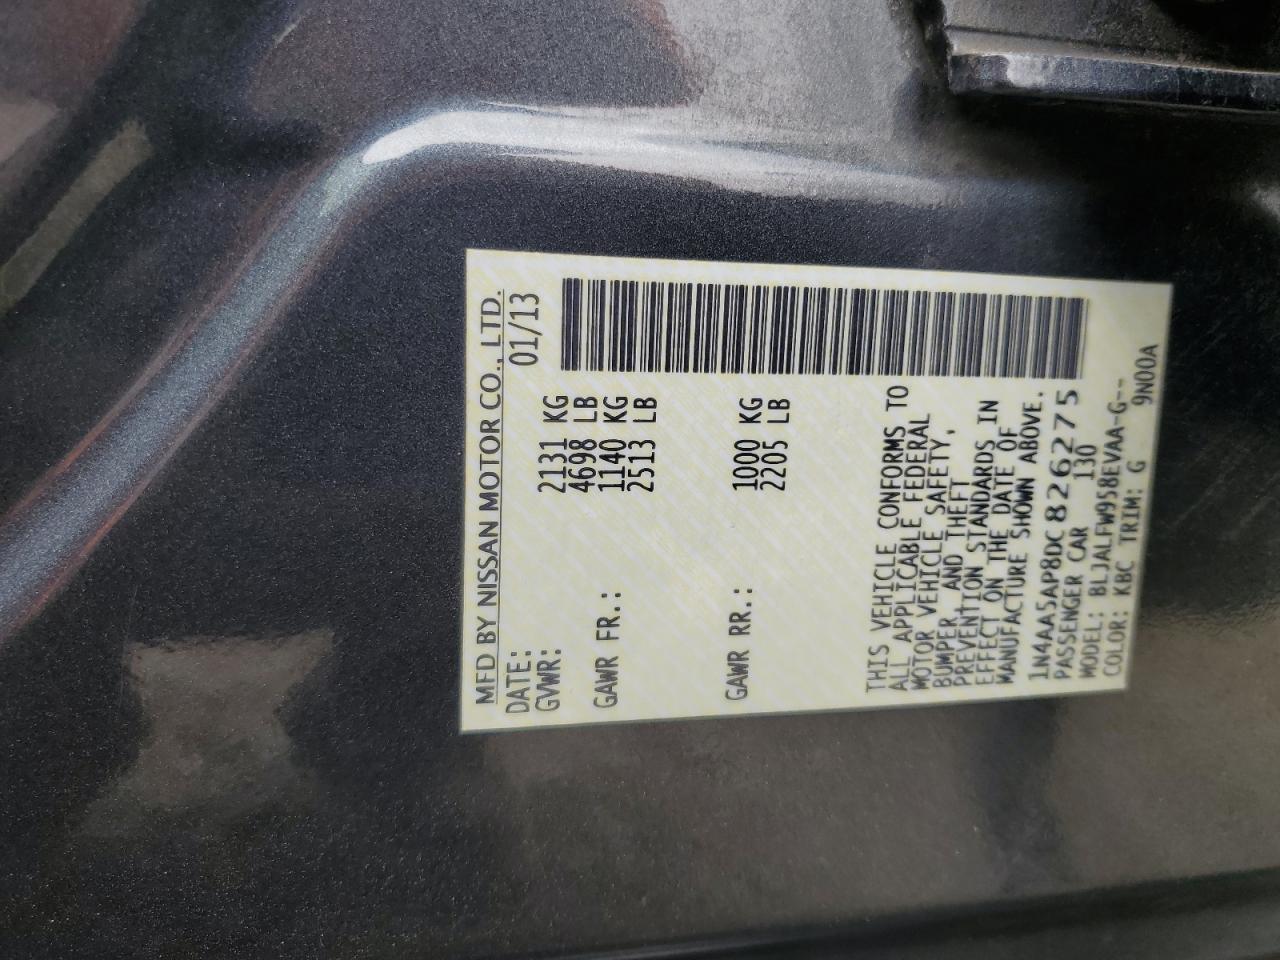 MFD BY NISSAN MOTOR CO., LTD.
DATE: 01/13
GVWR: 2131 KG
4698 LB
GAWR FR.: 1140 KG
2513 LB
GAWR RR.: 1000 KG
2205 LB
THIS VEHICLE CONFORMS TO
ALL APPLICABLE FEDERAL
MOTOR VEHICLE SAFETY,
BUMPER, AND THEFT
PREVENTION STANDARDS IN
EFFECT ON THE DATE OF
MANUFACTURE SHOWN ABOVE.
1N4AA5AP8DC826275
PASSENGER CAR 130
MODEL: BLJALFW958EVAA-G--
COLOR: KBC TRIM: G 9N00A